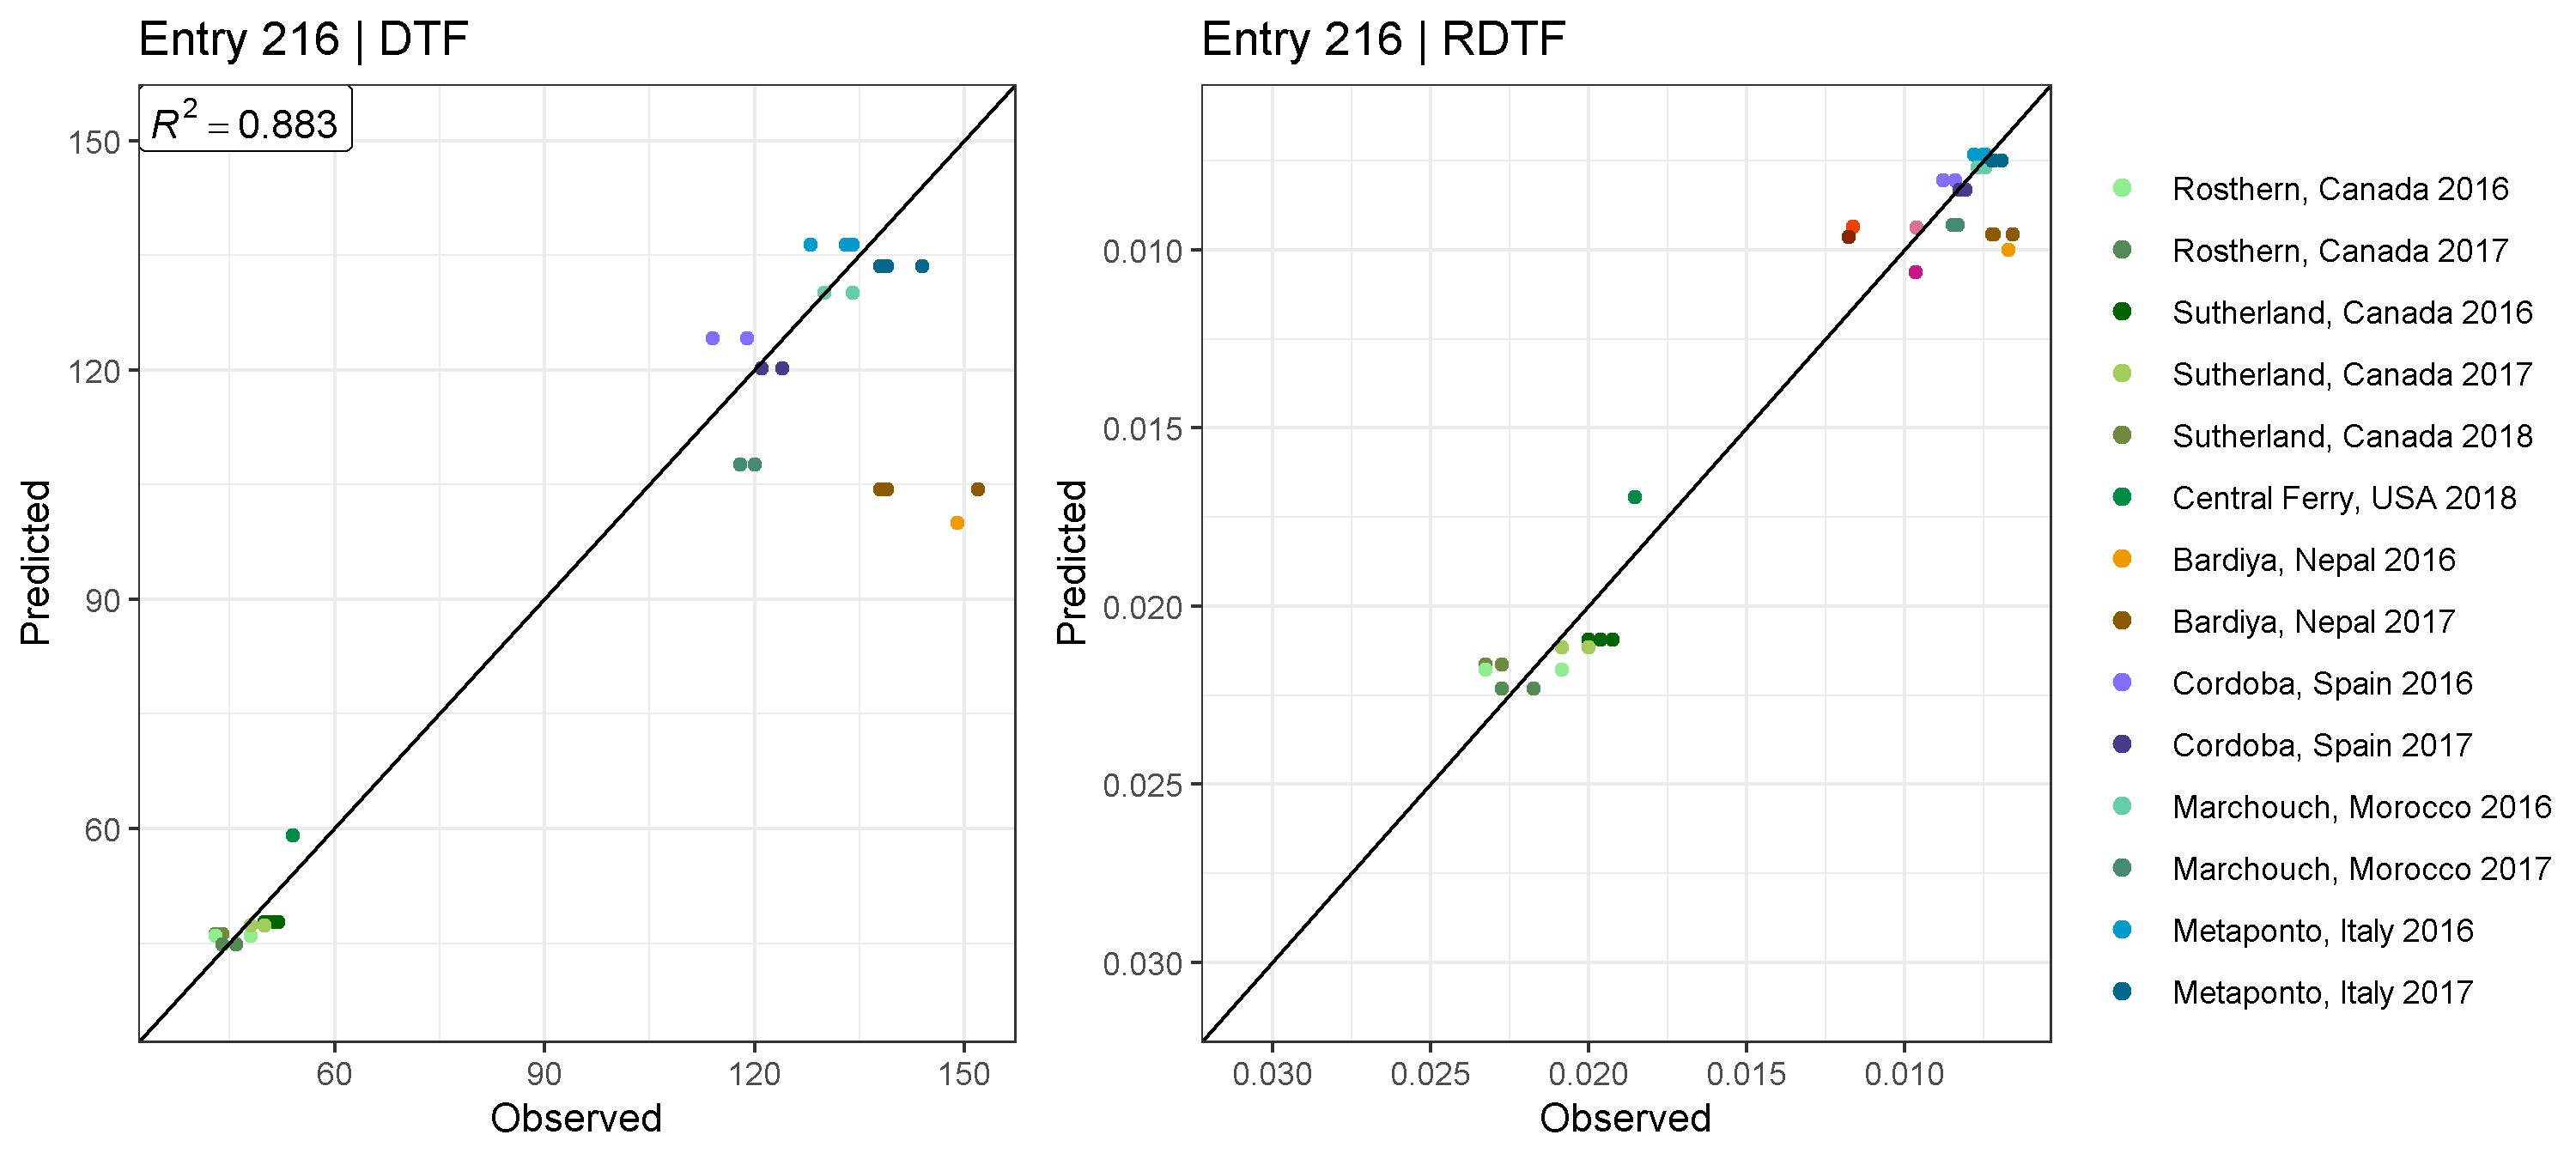 Entry 216 | DTF
R² = 0.883
150
120
90
60
Predicted
60 90 120 150
Observed
Entry 216 | RDTF
0.010
0.015
0.020
0.025
0.030
Predicted
0.030 0.025 0.020 0.015 0.010
Observed
Rosthern, Canada 2016
Rosthern, Canada 2017
Sutherland, Canada 2016
Sutherland, Canada 2017
Sutherland, Canada 2018
Central Ferry, USA 2018
Bardiya, Nepal 2016
Bardiya, Nepal 2017
Cordoba, Spain 2016
Cordoba, Spain 2017
Marchouch, Morocco 2016
Marchouch, Morocco 2017
Metaponto, Italy 2016
Metaponto, Italy 2017